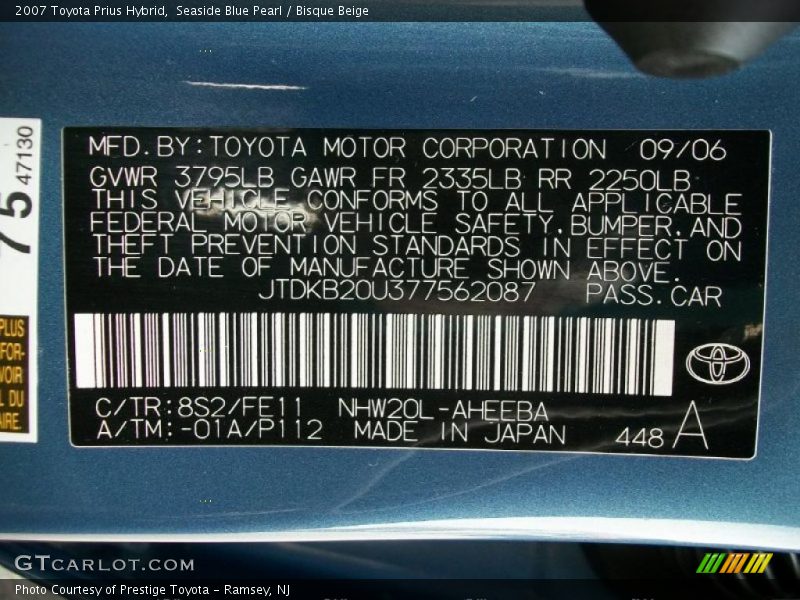 2007 Toyota Prius Hybrid, Seaside Blue Pearl / Bisque Beige
47130
75
PLUS
FOR-
VOIR
L DU
AIRE.
MFD.BY:TOYOTA MOTOR CORPORATION 09/06
GVWR 3795LB GAWR FR 2335LB RR 2250LB
THIS VEHICLE CONFORMS TO ALL APPLICABLE
FEDERAL MOTOR VEHICLE SAFETY,BUMPER,AND
THEFT PREVENTION STANDARDS IN EFFECT ON
THE DATE OF MANUFACTURE SHOWN ABOVE.
JTDKB20U377562087 PASS.CAR
C/TR:8S2/FE11 NHW20L-AHEEBA
A/TM:-01A/P112 MADE IN JAPAN 448 A
GTCARLOT.COM
Photo Courtesy of Prestige Toyota - Ramsey, NJ